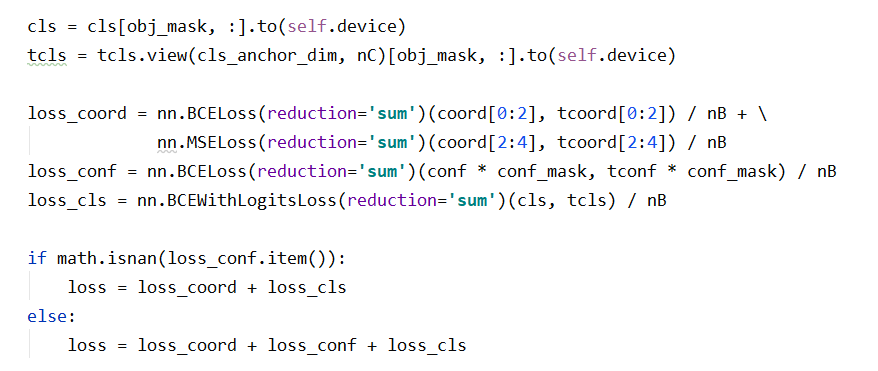 cls = cls[obj_mask, :].to(self.device)
tcls = tcls.view(cls_anchor_dim, nC)[obj_mask, :].to(self.device)

loss_coord = nn.BCELoss(reduction='sum')(coord[0:2], tcoord[0:2]) / nB + \
             nn.MSELoss(reduction='sum')(coord[2:4], tcoord[2:4]) / nB
loss_conf = nn.BCELoss(reduction='sum')(conf * conf_mask, tconf * conf_mask) / nB
loss_cls = nn.BCEWithLogitsLoss(reduction='sum')(cls, tcls) / nB

if math.isnan(loss_conf.item()):
    loss = loss_coord + loss_cls
else:
    loss = loss_coord + loss_conf + loss_cls